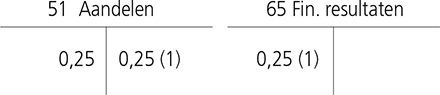 51 Aandelen 65 Fin. resultaten
0,25 0,25 (1) 0,25 (1)